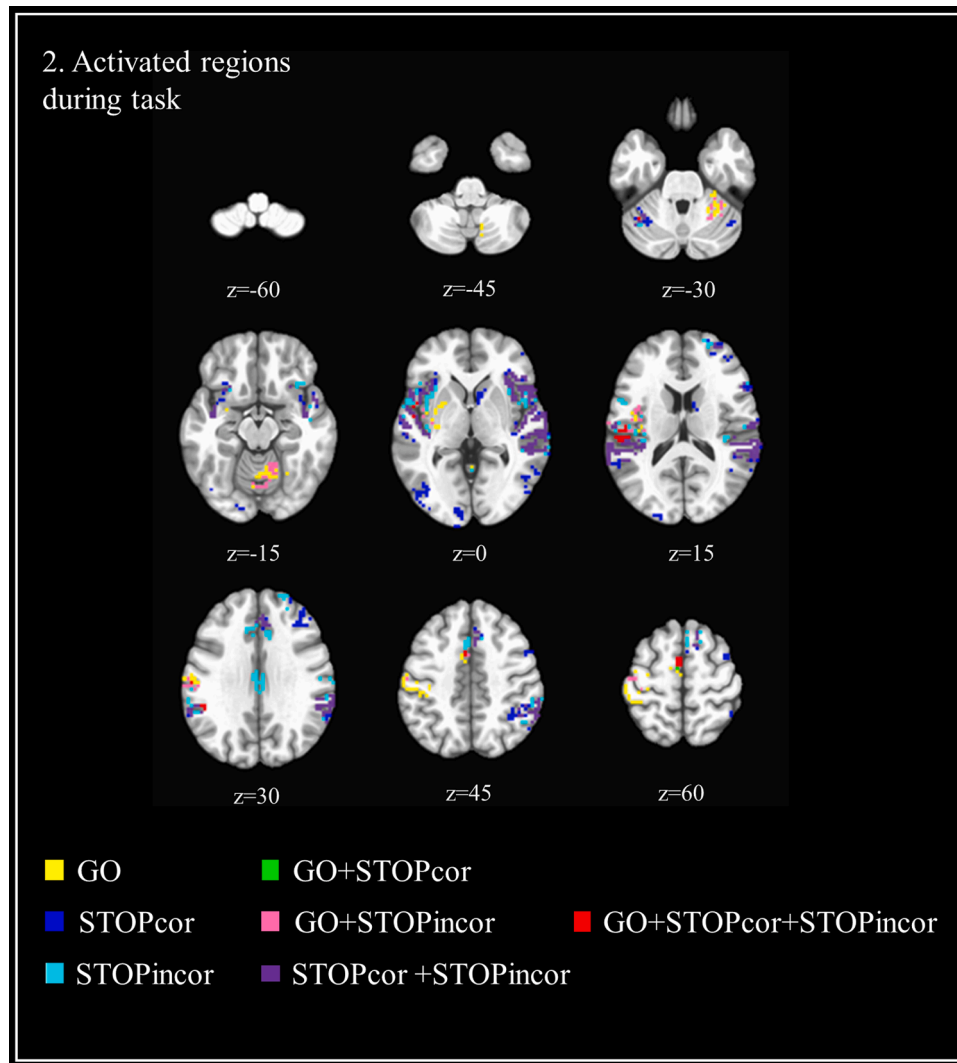 2. Activated regions
during task
z=-60
z=-45
z=-30
z=-15
z=0
z=15
z=30
z=45
z=60
GO
GO+STOPcor
STOPcor
GO+STOPincor
GO+STOPcor+STOPincor
STOPincor
STOPcor +STOPincor